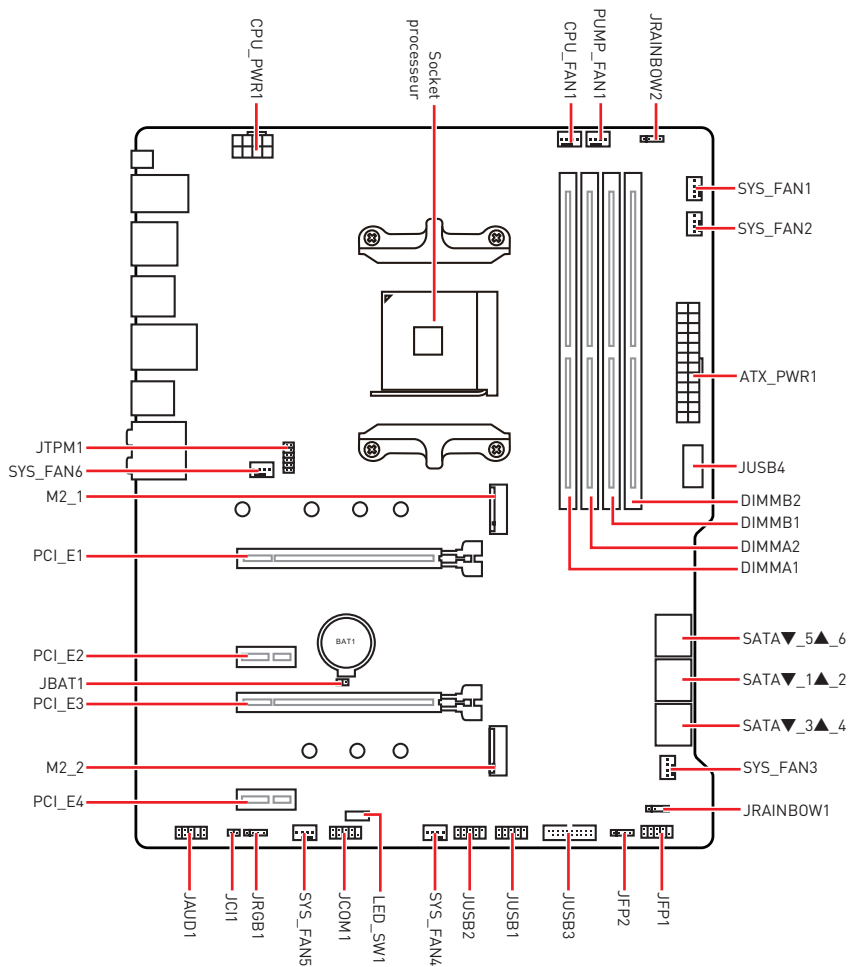 CPU_PWR1
Socket
processeur
CPU_FAN1
PUMP_FAN1
JRAINBOW2
SYS_FAN1
SYS_FAN2
ATX_PWR1
JTPM1
SYS_FAN6
JUSB4
M2_1
DIMMB2
DIMMB1
DIMMA2
PCI_E1
DIMMA1
BAT1
SATA▼_5▲_6
PCI_E2
SATA▼_1▲_2
JBAT1
PCI_E3
SATA▼_3▲_4
M2_2
SYS_FAN3
PCI_E4
JRAINBOW1
JAUD1
JCI1
JRGB1
SYS_FAN5
JCOM1
LED_SW1
SYS_FAN4
JUSB2
JUSB1
JUSB3
JFP2
JFP1